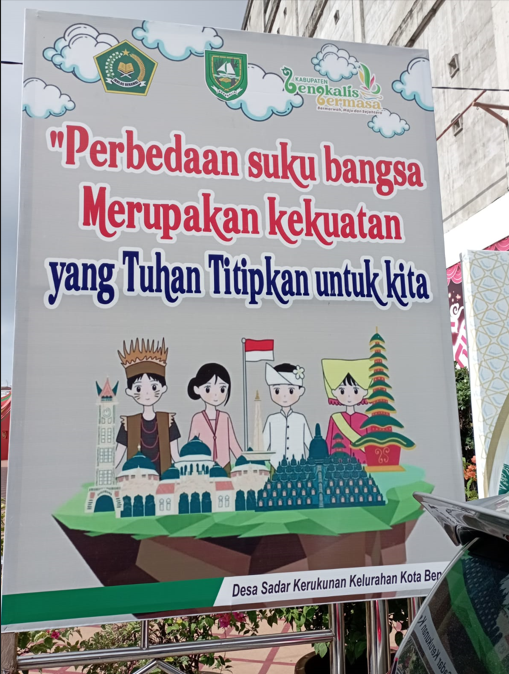 KABUPATEN
Bengkalis
Bermasa
"Perbedaan suku bangsa
Merupakan kekuatan
yang Tuhan Titipkan untuk kita
Desa Sadar Kerukunan Kelurahan Kota Ben